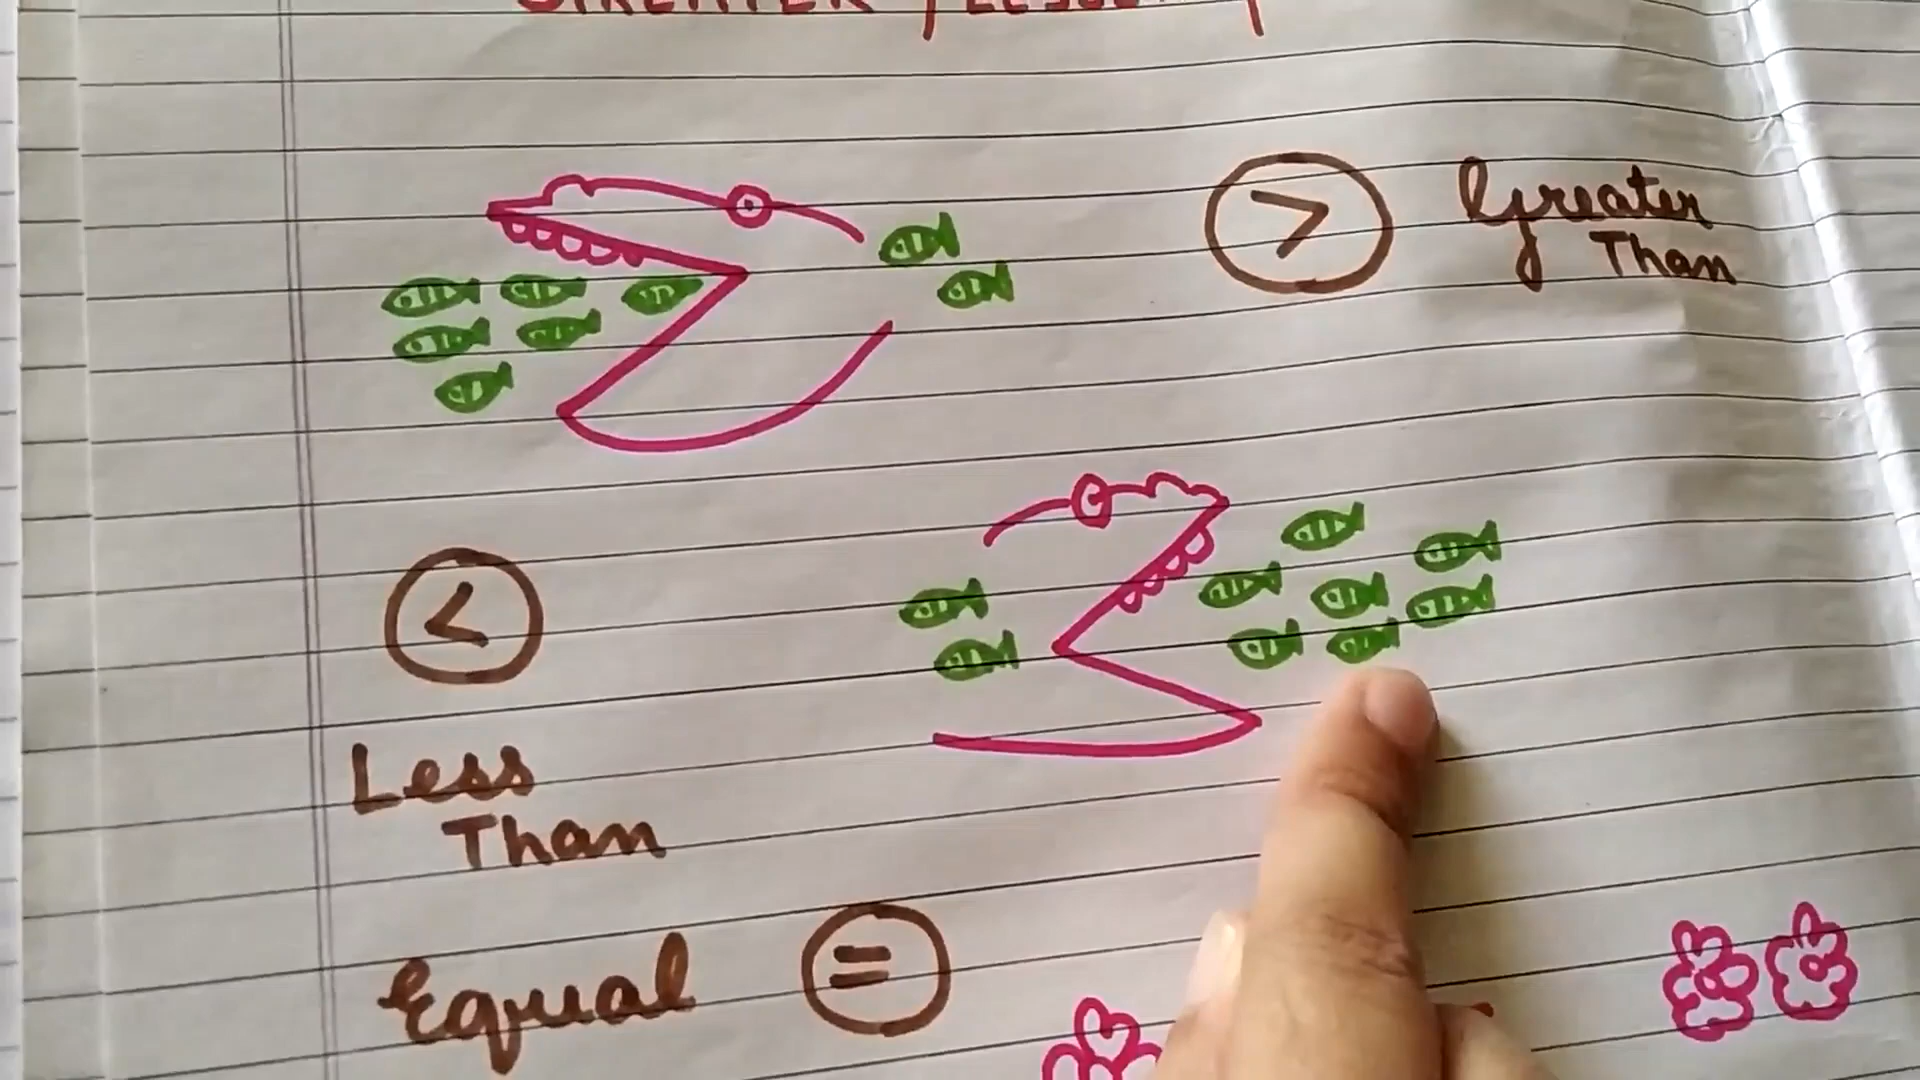 >
Greater
Than
<
Less
Than
Equal =